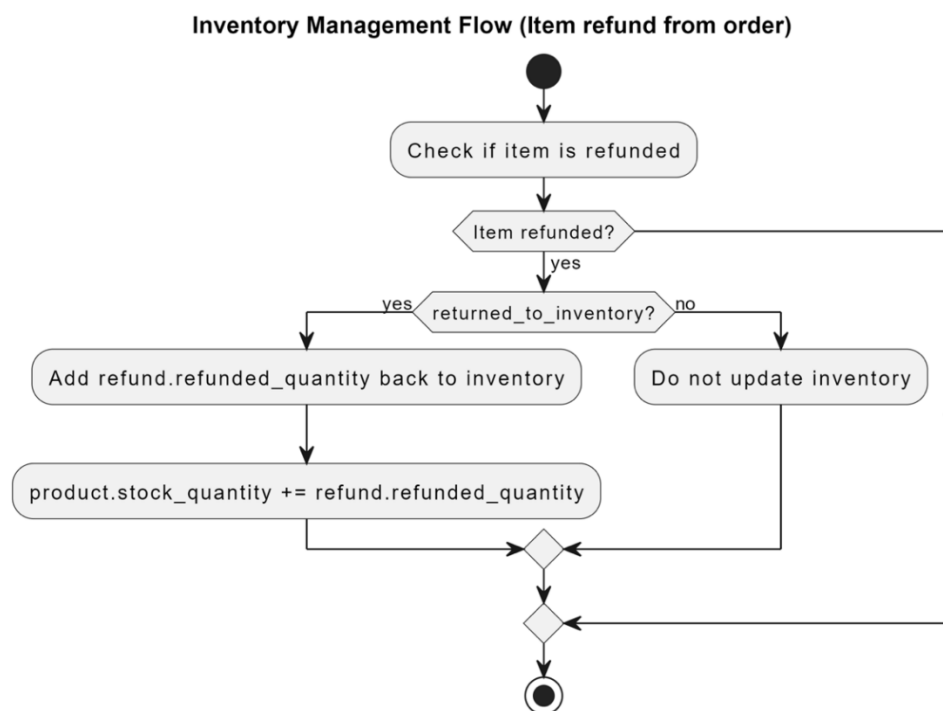 Inventory Management Flow (Item refund from order)
Check if item is refunded
Item refunded?
yes
yes
returned_to_inventory?
no
Add refund.refunded_quantity back to inventory
Do not update inventory
product.stock_quantity += refund.refunded_quantity